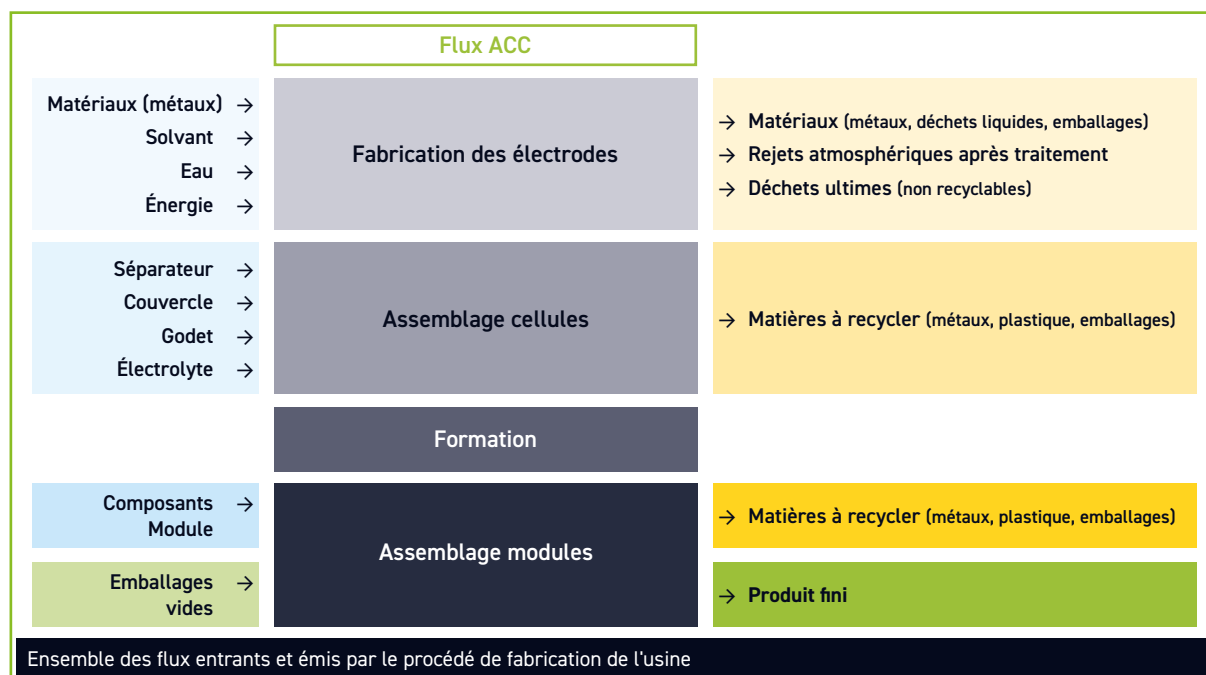 Flux ACC
Matériaux (métaux) →
Solvant →
Eau →
Énergie →
Fabrication des électrodes
→ Matériaux (métaux, déchets liquides, emballages)
→ Rejets atmosphériques après traitement
→ Déchets ultimes (non recyclables)
Séparateur →
Couvercle →
Godet →
Électrolyte →
Assemblage cellules
→ Matières à recycler (métaux, plastique, emballages)
Formation
Composants →
Module
Emballages →
vides
Assemblage modules
→ Matières à recycler (métaux, plastique, emballages)
→ Produit fini
Ensemble des flux entrants et émis par le procédé de fabrication de l'usine